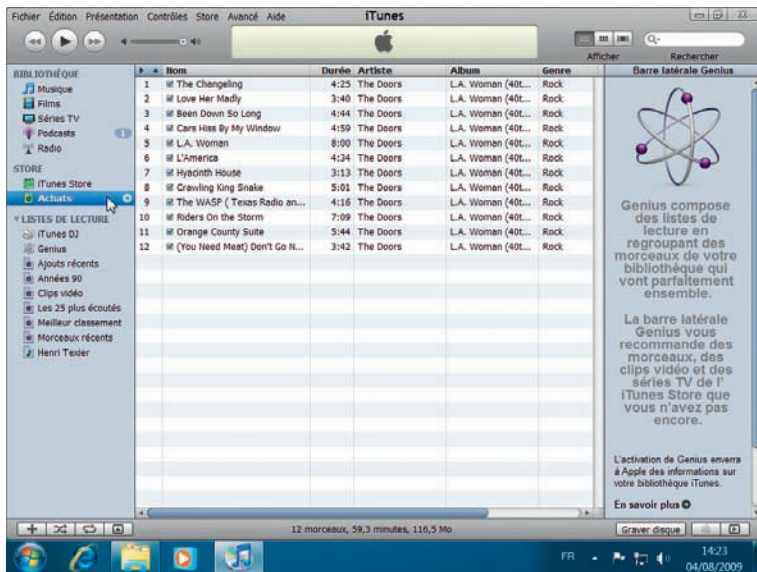 Fichier Édition Présentation Contrôles Store Avancé Aide
iTunes
Afficher
Rechercher
BIBLIOTHÈQUE
Musique
Films
Séries TV
Podcasts 1
Radio
STORE
iTunes Store
Achats
LISTES DE LECTURE
iTunes DJ
Genius
Ajouts récents
Années 90
Clips vidéo
Les 25 plus écoutés
Meilleur classement
Morceaux récents
Henri Texier
Nom Durée Artiste Album Genre
1 The Changeling 4:25 The Doors L.A. Woman (40t... Rock
2 Love Her Madly 3:40 The Doors L.A. Woman (40t... Rock
3 Been Down So Long 4:44 The Doors L.A. Woman (40t... Rock
4 Cars Hiss By My Window 4:59 The Doors L.A. Woman (40t... Rock
5 L.A. Woman 8:00 The Doors L.A. Woman (40t... Rock
6 L'America 4:34 The Doors L.A. Woman (40t... Rock
7 Hyacinth House 3:13 The Doors L.A. Woman (40t... Rock
8 Crawling King Snake 5:01 The Doors L.A. Woman (40t... Rock
9 The WASP ( Texas Radio an... 4:16 The Doors L.A. Woman (40t... Rock
10 Riders On the Storm 7:09 The Doors L.A. Woman (40t... Rock
11 Orange County Suite 5:44 The Doors L.A. Woman (40t... Rock
12 (You Need Meat) Don't Go N... 3:42 The Doors L.A. Woman (40t... Rock
Barre latérale Genius
Genius compose
des listes de
lecture en
regroupant des
morceaux de votre
bibliothèque qui
vont parfaitement
ensemble.
La barre latérale
Genius vous
recommande des
morceaux, des
clips vidéo et des
séries TV de l'
iTunes Store que
vous n'avez pas
encore.
L'activation de Genius enverra
à Apple des informations sur
votre bibliothèque iTunes.
En savoir plus
12 morceaux, 59,3 minutes, 116,5 Mo
Graver disque
FR
14:23
04/08/2009